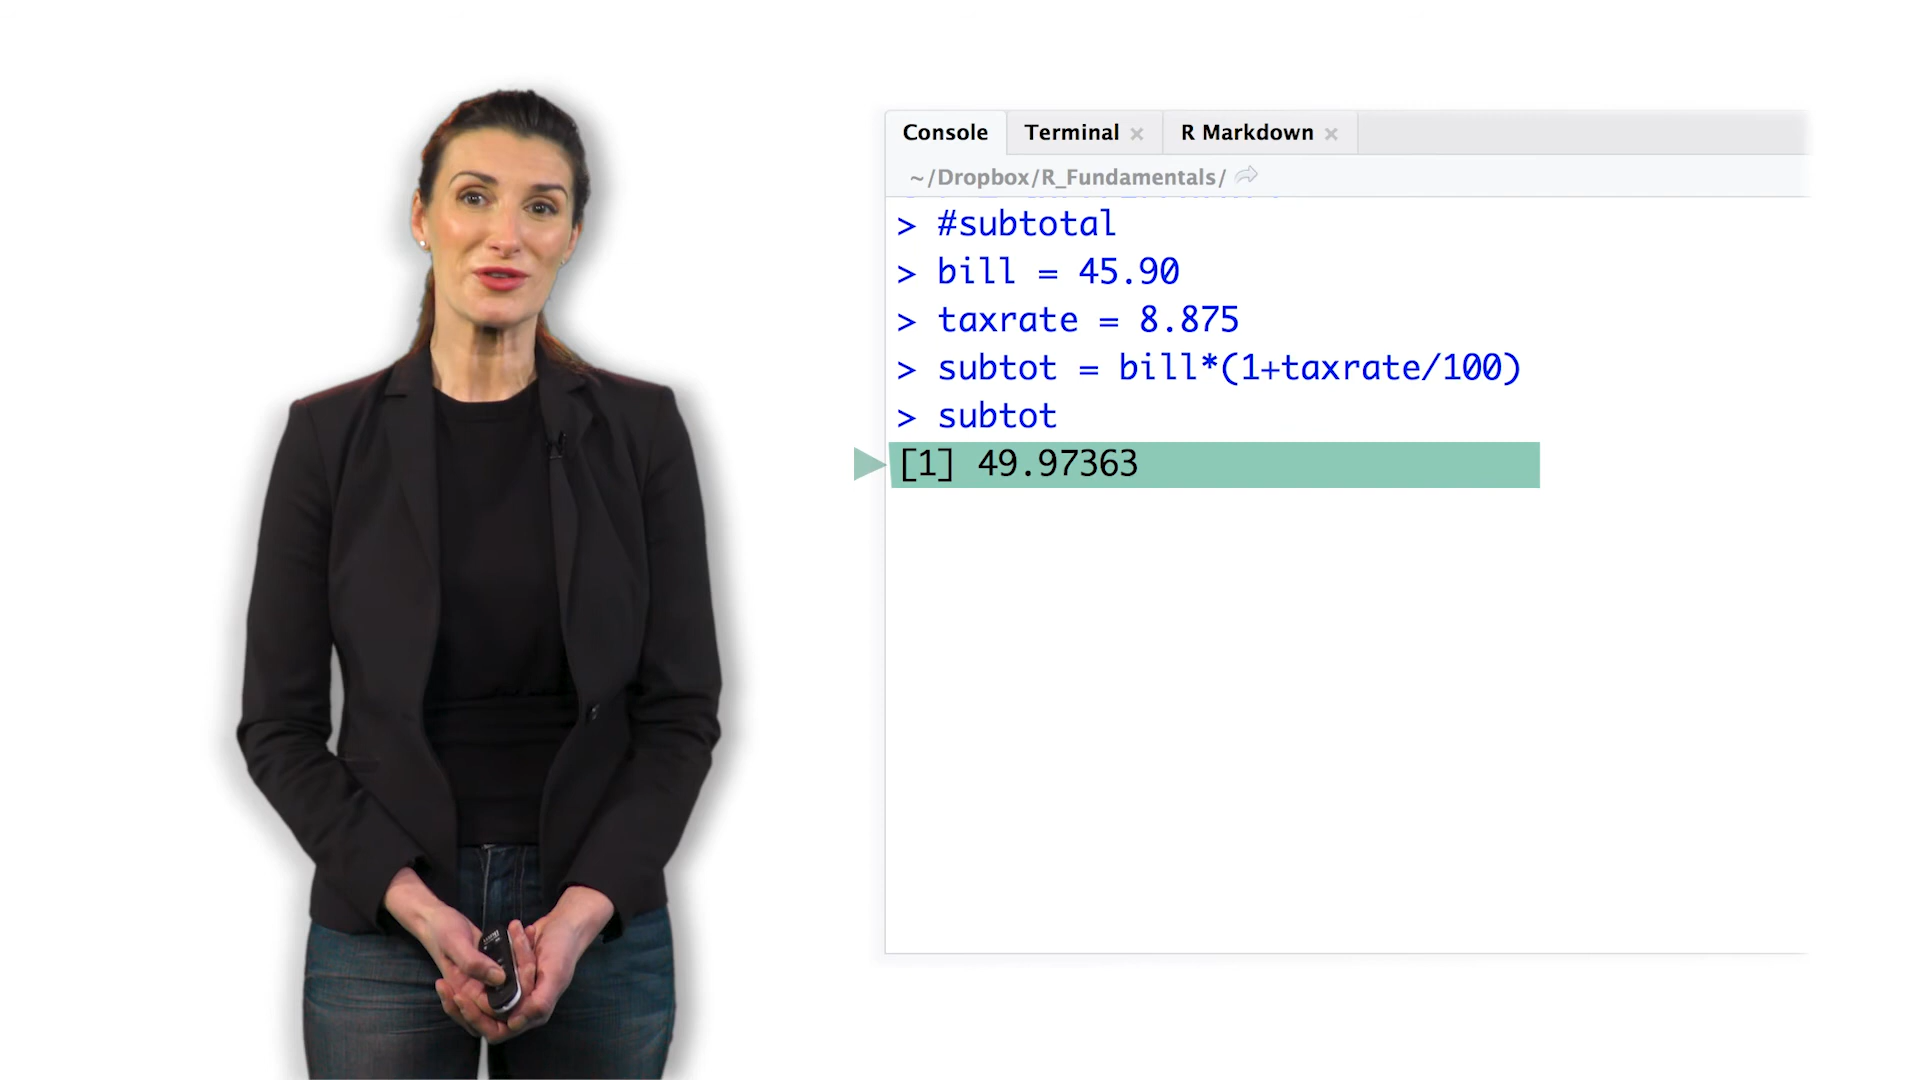 Console Terminal × R Markdown ×
~/Dropbox/R_Fundamentals/
> #subtotal
> bill = 45.90
> taxrate = 8.875
> subtot = bill*(1+taxrate/100)
> subtot
[1] 49.97363